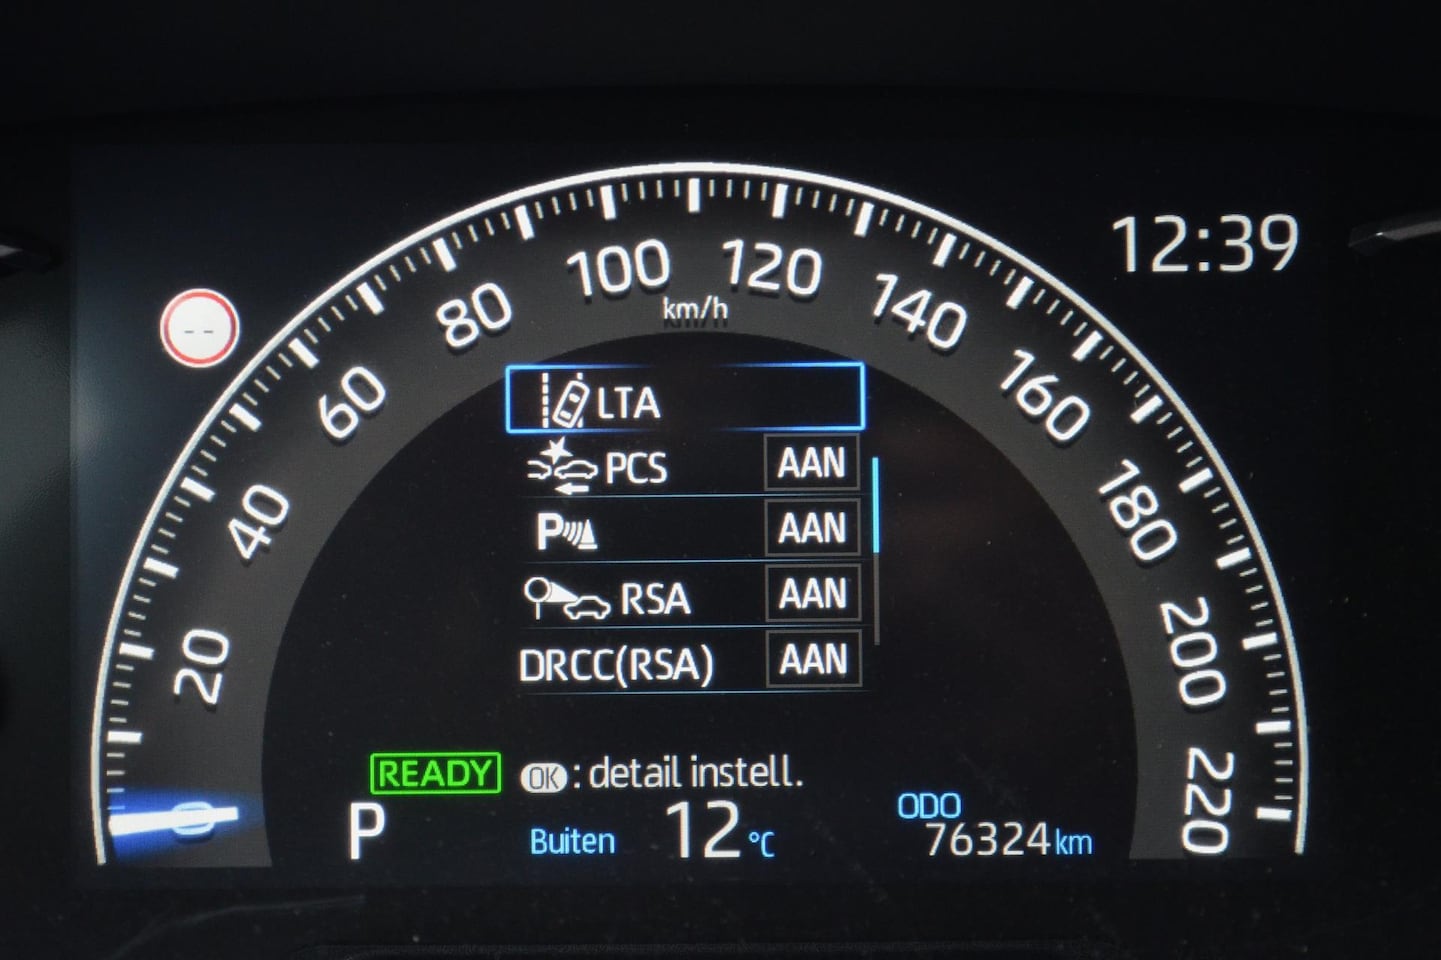 12:39
- -
0
20
40
60
80
100
120
140
160
180
200
220
km/h
LTA
PCS AAN
P AAN
RSA AAN
DRCC(RSA) AAN
READY OK : detail instell.
P Buiten 12 °C
ODO
76324 km